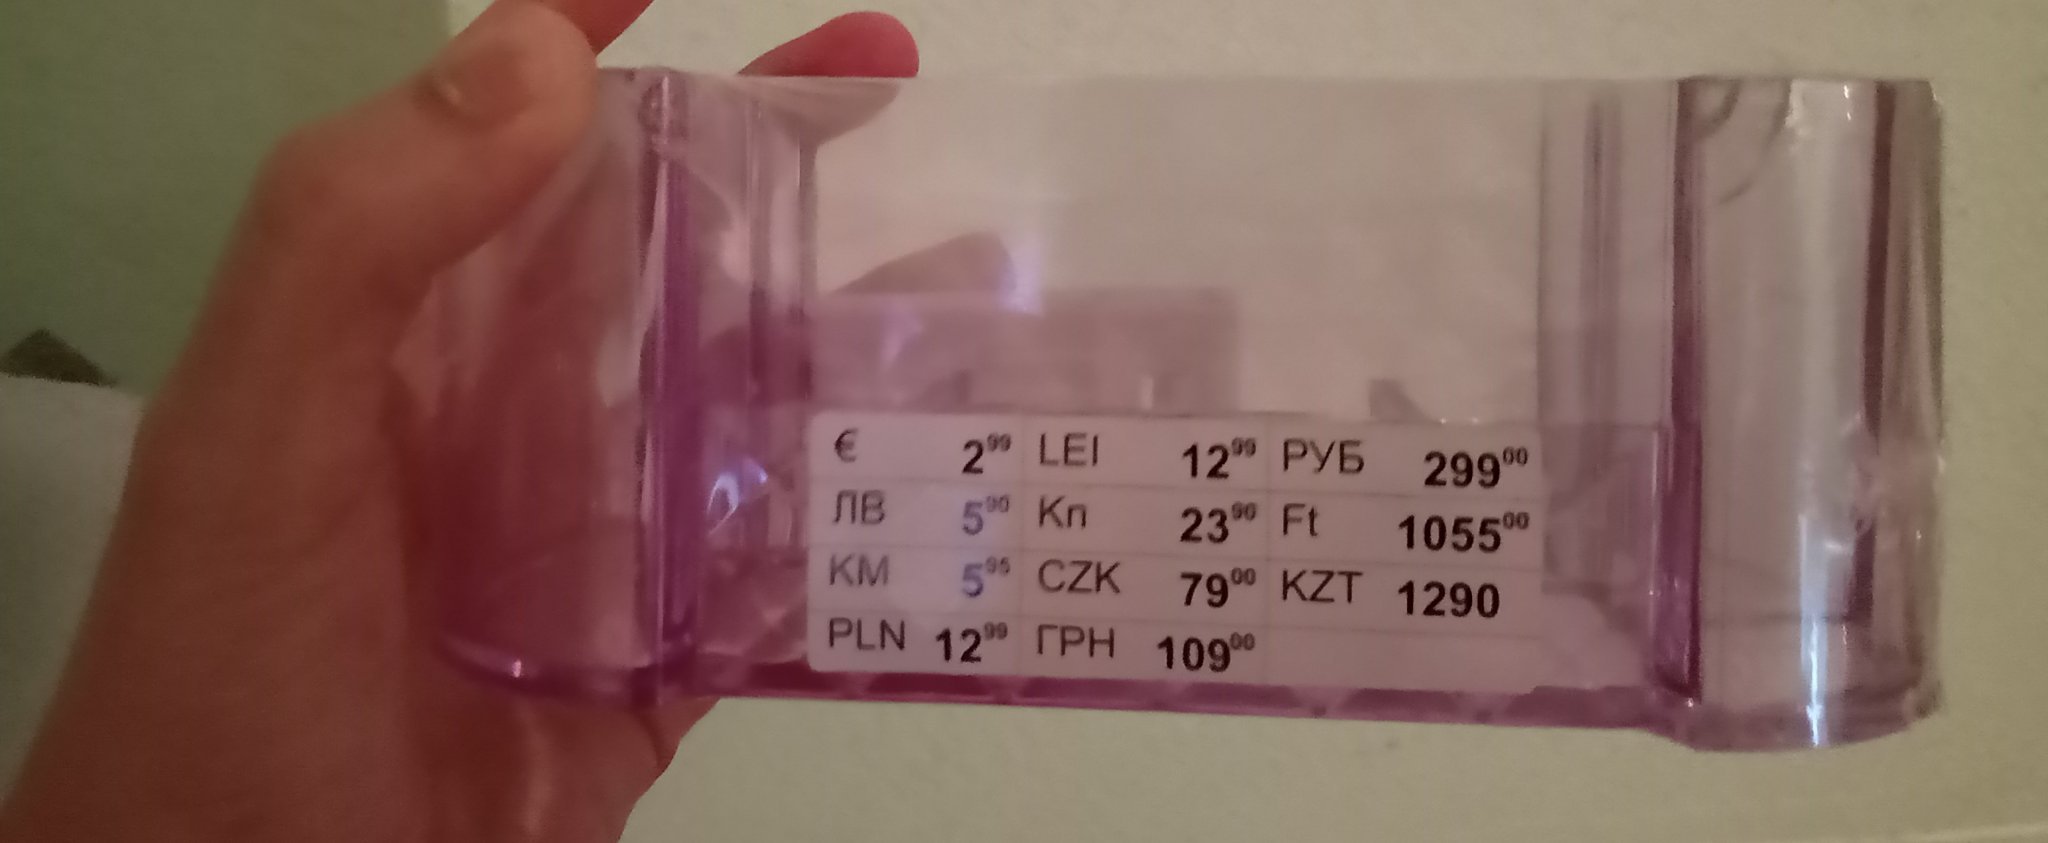 € 2⁹⁹ LEI 12⁹⁹ РУБ 299⁰⁰
ЛВ 5⁹⁰ Kn 23⁹⁰ Ft 1055⁰⁰
KM 5⁹⁵ CZK 79⁰⁰ KZT 1290
PLN 12⁹⁹ ГРН 109⁰⁰